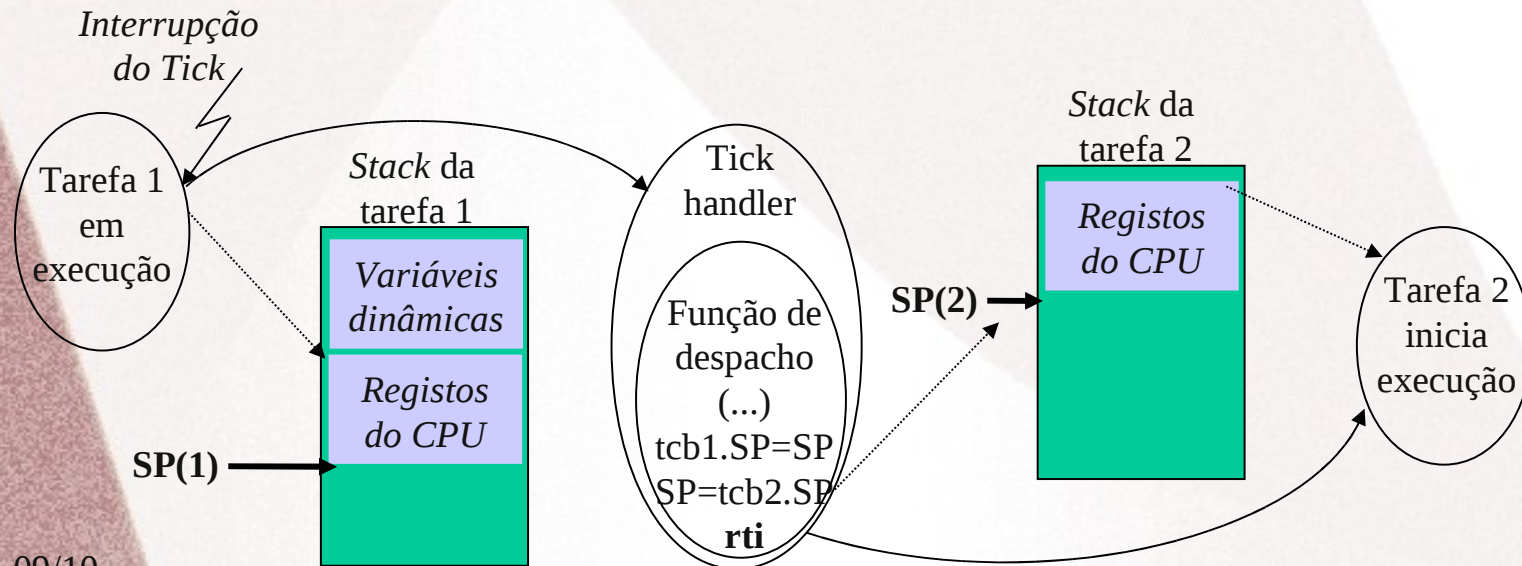 Interrupção
do Tick
Tarefa 1
em
execução
Stack da
tarefa 1
Variáveis
dinâmicas
Registos
do CPU
SP(1)
Tick
handler
Função de
despacho
(...)
tcb1.SP=SP
SP=tcb2.SP
rti
Stack da
tarefa 2
Registos
do CPU
SP(2)
Tarefa 2
inicia
execução
09/10